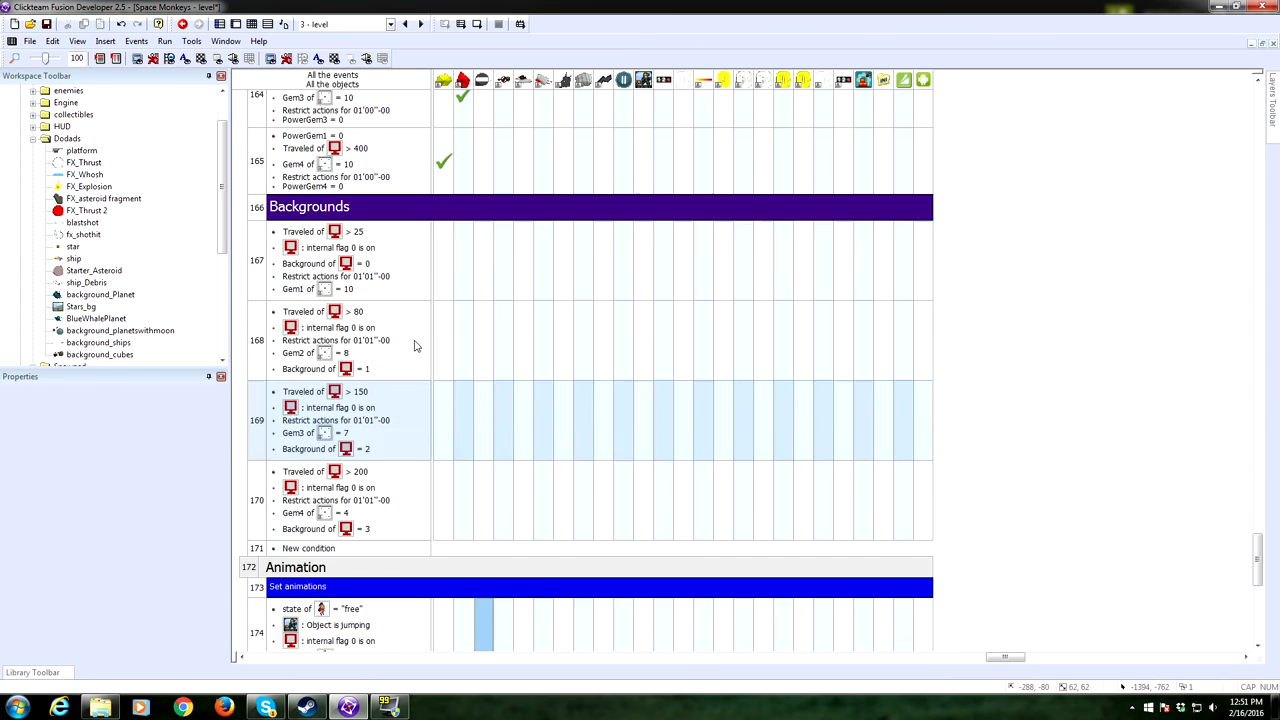 Clickteam Fusion Developer 2.5 - [Space Monkeys - level*]
3 - level
File Edit View Insert Events Run Tools Window Help
100
Workspace Toolbar
enemies
Engine
collectibles
HUD
Dodads
platform
FX_Thrust
FX_Whosh
FX_Explosion
FX_asteroid fragment
FX_Thrust 2
blastshot
fx_shothit
star
ship
Starter_Asteroid
ship_Debris
background_Planet
Stars_bg
BlueWhalePlanet
background_planetswithmoon
background_ships
background_cubes
Properties
Library Toolbar
All the events
All the objects
164
Gem3 of = 10
Restrict actions for 01'00''-00
PowerGem3 = 0
165
PowerGem1 = 0
Traveled of > 400
Gem4 of = 10
Restrict actions for 01'00''-00
PowerGem4 = 0
166 Backgrounds
167
Traveled of > 25
: internal flag 0 is on
Background of = 0
Restrict actions for 01'01''-00
Gem1 of = 10
168
Traveled of > 80
: internal flag 0 is on
Restrict actions for 01'01''-00
Gem2 of = 8
Background of = 1
169
Traveled of > 150
: internal flag 0 is on
Restrict actions for 01'01''-00
Gem3 of = 7
Background of = 2
170
Traveled of > 200
: internal flag 0 is on
Restrict actions for 01'01''-00
Gem4 of = 4
Background of = 3
171 New condition
172 Animation
173 Set animations
174
state of = "free"
: Object is jumping
: internal flag 0 is on
Layers Toolbar
-288, -80 62, 62 -1394, -762 1 CAP NUM
99
12:51 PM
2/16/2016